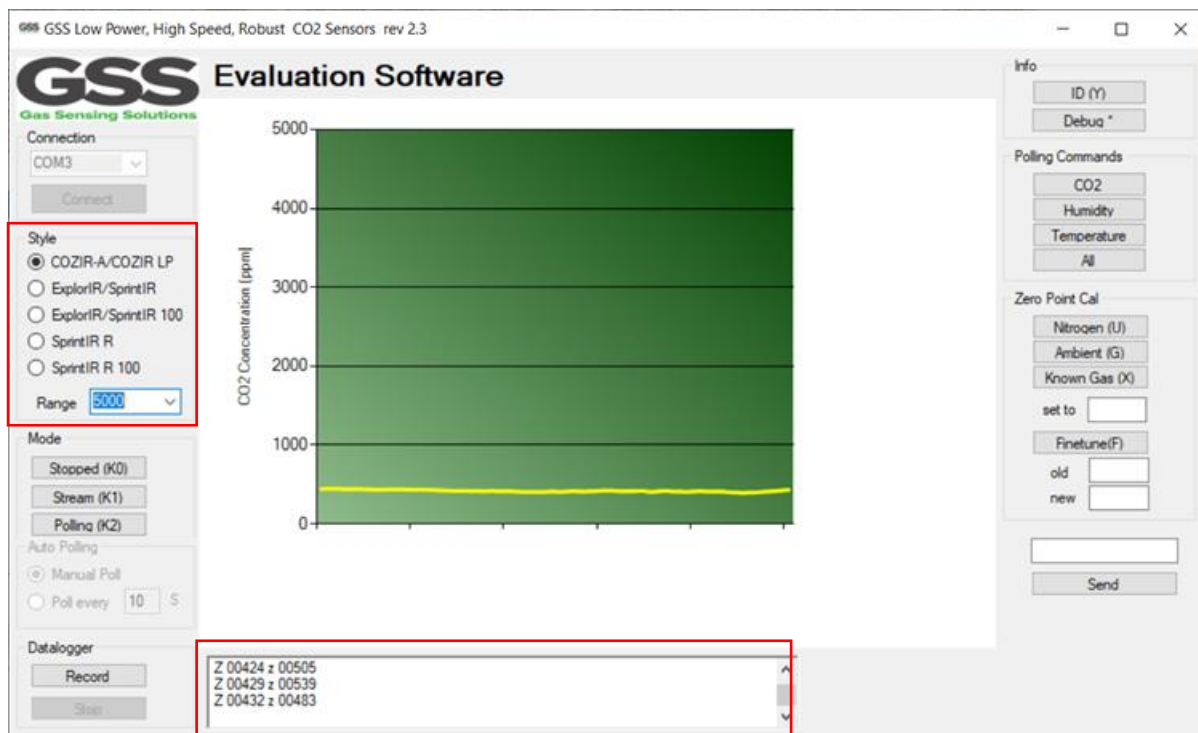 GSS GSS Low Power, High Speed, Robust CO2 Sensors rev 2.3
GSS
Gas Sensing Solutions
Evaluation Software
Connection
COM3
Connect
Style
COZIR-A/COZIR LP
ExplorIR/SprintIR
ExplorIR/SprintIR 100
SprintIR R
SprintIR R 100
Range 5000
Mode
Stopped (K0)
Stream (K1)
Polling (K2)
Auto Polling
Manual Poll
Poll every 10 S
Datalogger
Record
Stop
CO2 Concentration [ppm]
5000
4000
3000
2000
1000
0
Z 00424 z 00505
Z 00429 z 00539
Z 00432 z 00483
Info
ID (Y)
Debug *
Polling Commands
CO2
Humidity
Temperature
All
Zero Point Cal
Nitrogen (U)
Ambient (G)
Known Gas (X)
set to
Finetune(F)
old
new
Send